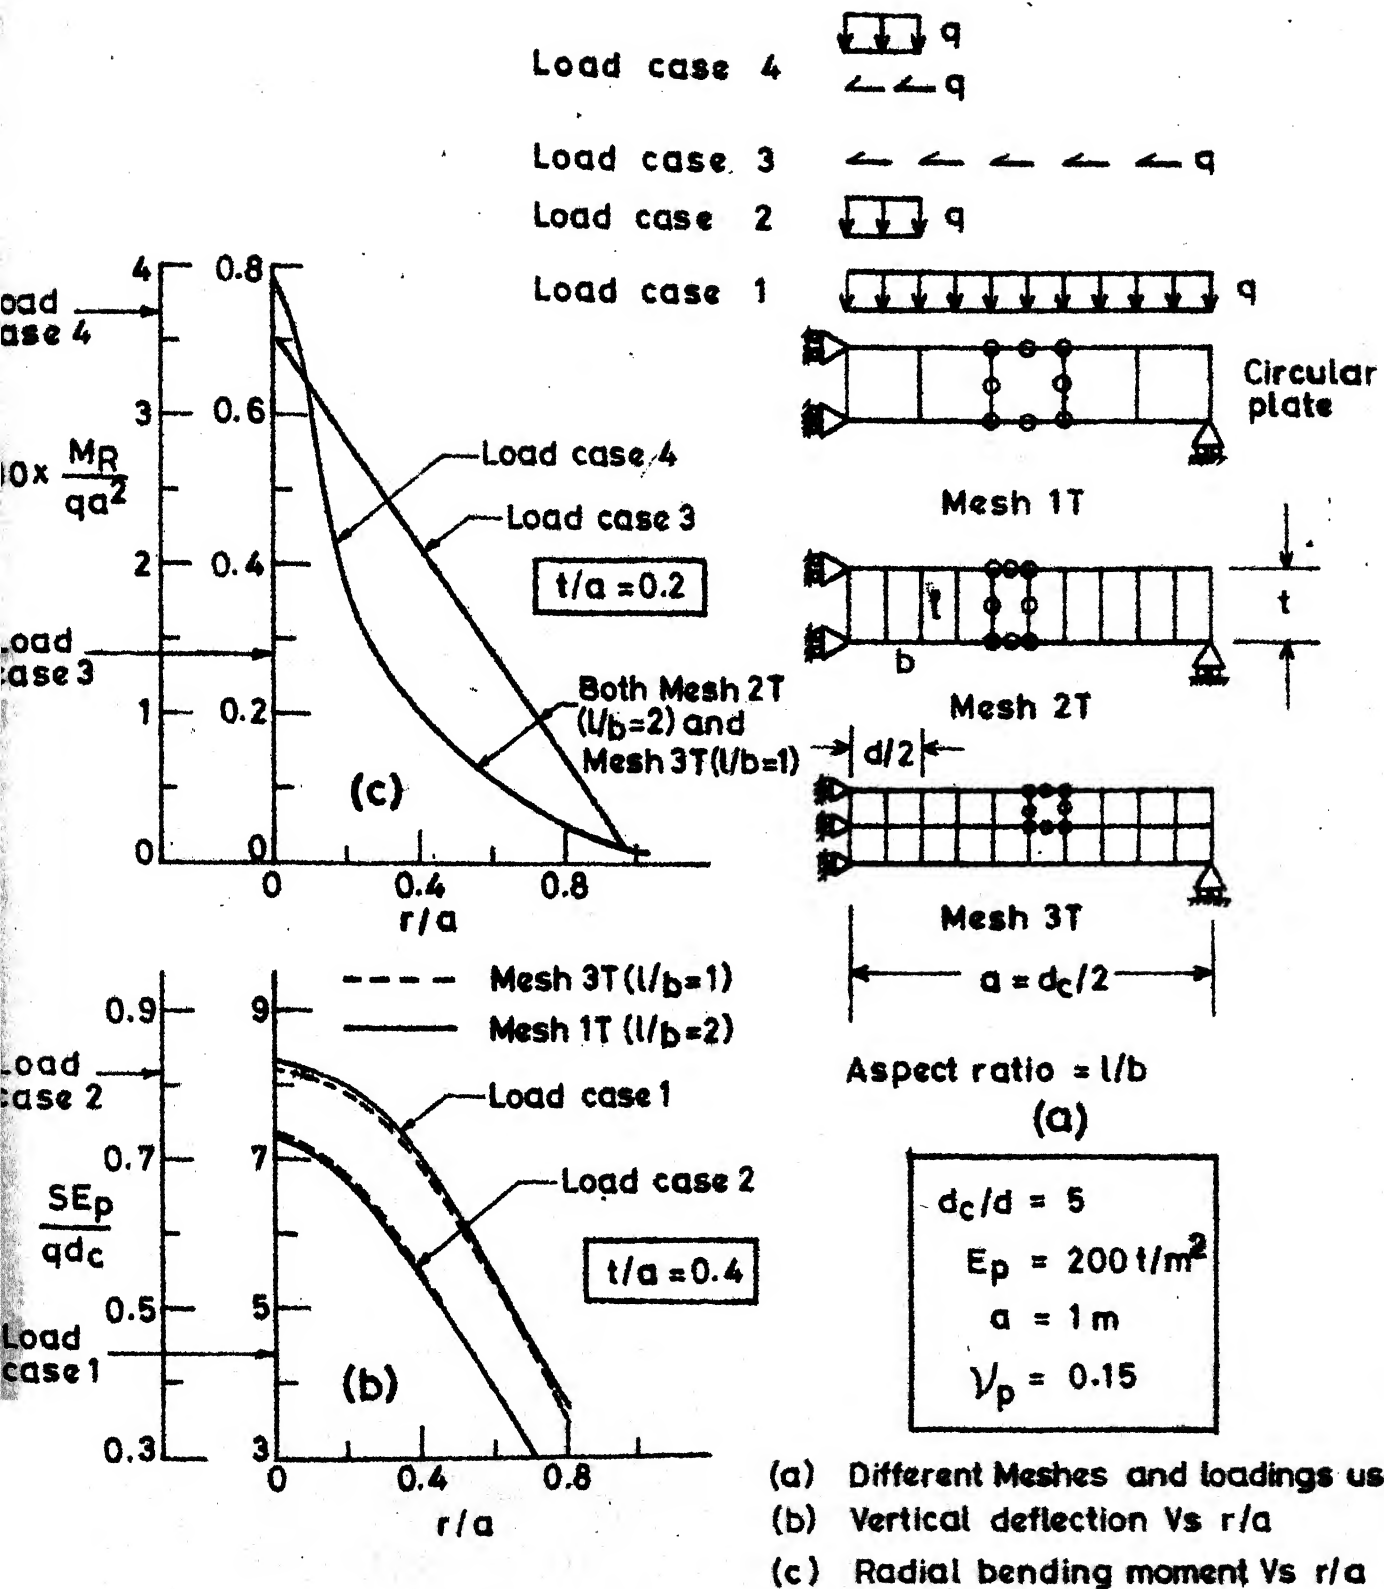 Load case 4
q
q
Load case 3
q
Load case 2
q
Load case 1
q
Circular
plate
Mesh 1T
l
b
t
Mesh 2T
d/2
Mesh 3T
a = dc/2
Aspect ratio = l/b
(a)
dc/d = 5
Ep = 200 t/m²
a = 1 m
νp = 0.15
oad
ase 4
4
3
2
1
0
0.8
0.6
0.4
0.2
0
10x MR/qa²
Load case 4
Load case 3
t/a = 0.2
Load
case 3
Both Mesh 2T
(l/b=2) and
Mesh 3T (l/b=1)
(c)
0
0.4
0.8
r/a
Mesh 3T (l/b=1)
Mesh 1T (l/b=2)
0.9
0.7
0.5
0.3
9
7
5
3
Load
case 2
SEp/qdc
Load
case 1
Load case 1
Load case 2
t/a = 0.4
(b)
0
0.4
0.8
r/a
(a) Different Meshes and loadings us
(b) Vertical deflection Vs r/a
(c) Radial bending moment Vs r/a